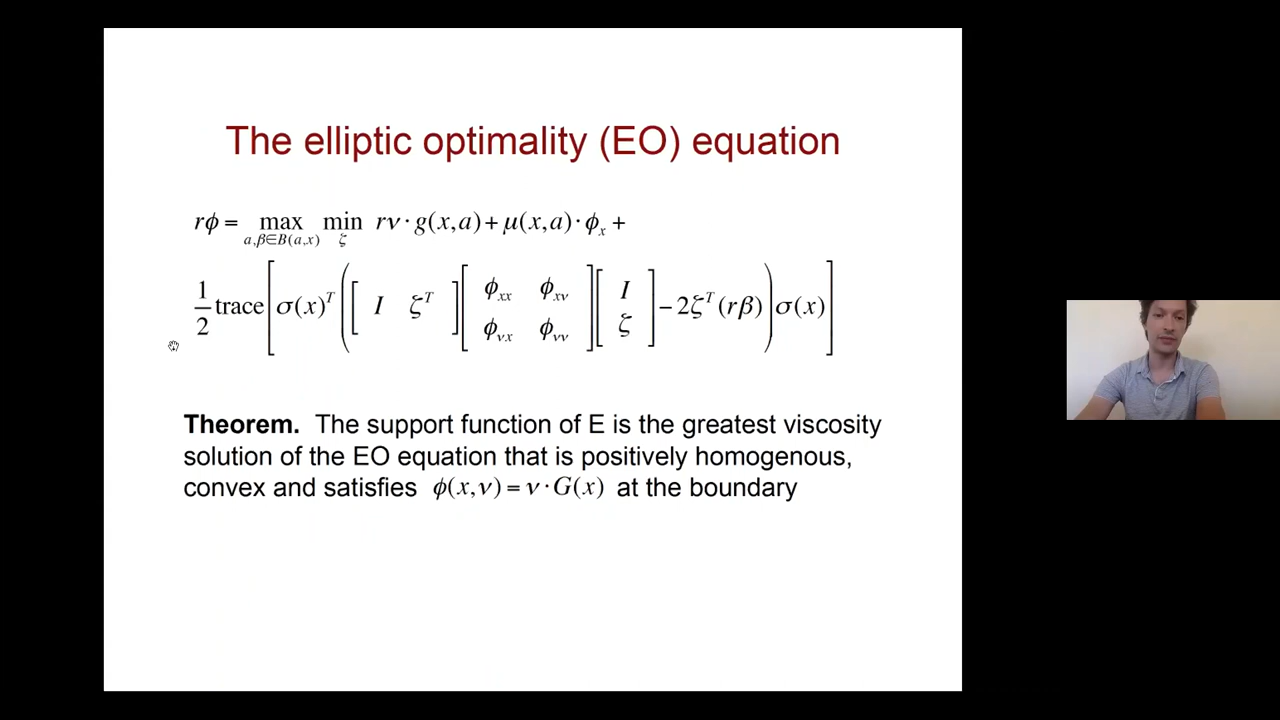 The elliptic optimality (EO) equation
rϕ = max min rν · g(x,a) + μ(x,a) · ϕ_x +
a,β∈B(a,x) ζ
1/2 trace[σ(x)^T([I ζ^T][ϕ_xx ϕ_xν; ϕ_νx ϕ_νν][I; ζ] − 2ζ^T(rβ))σ(x)]
Theorem. The support function of E is the greatest viscosity
solution of the EO equation that is positively homogenous,
convex and satisfies ϕ(x,ν) = ν · G(x) at the boundary